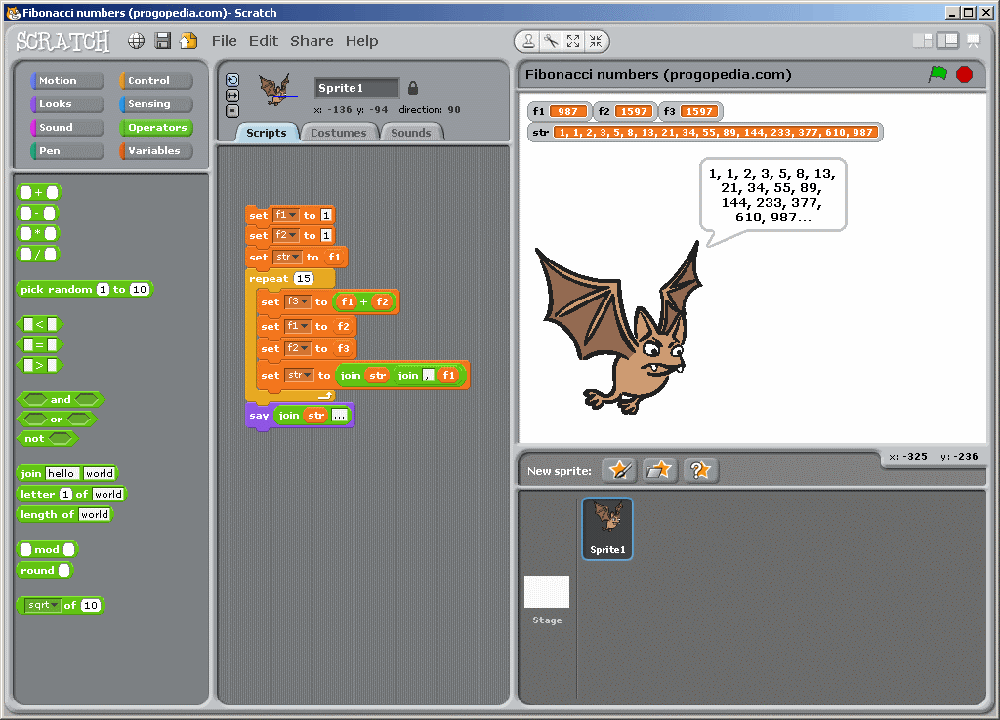 Fibonacci numbers (progopedia.com)- Scratch
SCRATCH File Edit Share Help
Motion Control
Looks Sensing
Sound Operators
Pen Variables
+
-
*
/
pick random 1 to 10
<
=
>
and
or
not
join hello world
letter 1 of world
length of world
mod
round
sqrt of 10
Sprite1
x: -136 y: -94 direction: 90
Scripts Costumes Sounds
set f1 to 1
set f2 to 1
set str to f1
repeat 15
set f3 to f1 + f2
set f1 to f2
set f2 to f3
set str to join str join , f1
say join str ...
Fibonacci numbers (progopedia.com)
f1 987 f2 1597 f3 1597
str 1, 1, 2, 3, 5, 8, 13, 21, 34, 55, 89, 144, 233, 377, 610, 987
1, 1, 2, 3, 5, 8, 13,
21, 34, 55, 89,
144, 233, 377,
610, 987...
x: -325 y: -236
New sprite:
Sprite1
Stage